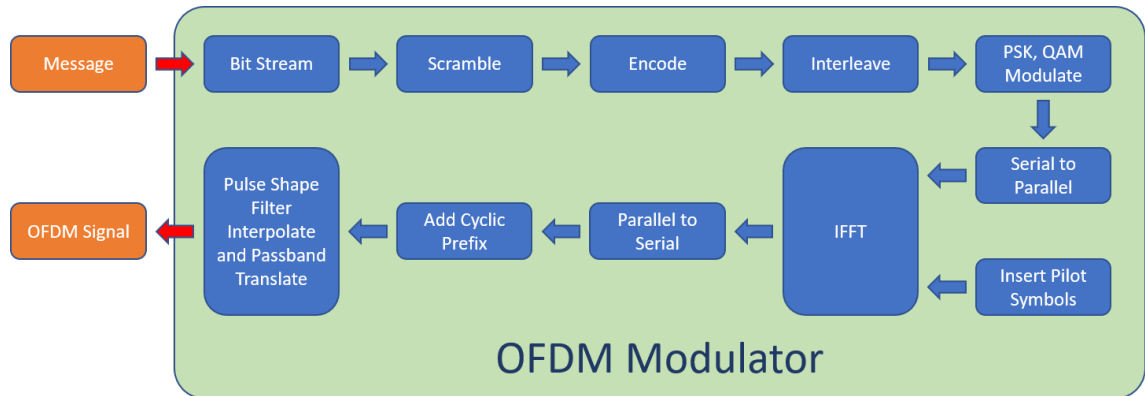 Message
Bit Stream
Scramble
Encode
Interleave
PSK, QAM
Modulate
Serial to
Parallel
Insert Pilot
Symbols
IFFT
Parallel to
Serial
Add Cyclic
Prefix
Pulse Shape
Filter
Interpolate
and Passband
Translate
OFDM Signal
OFDM Modulator